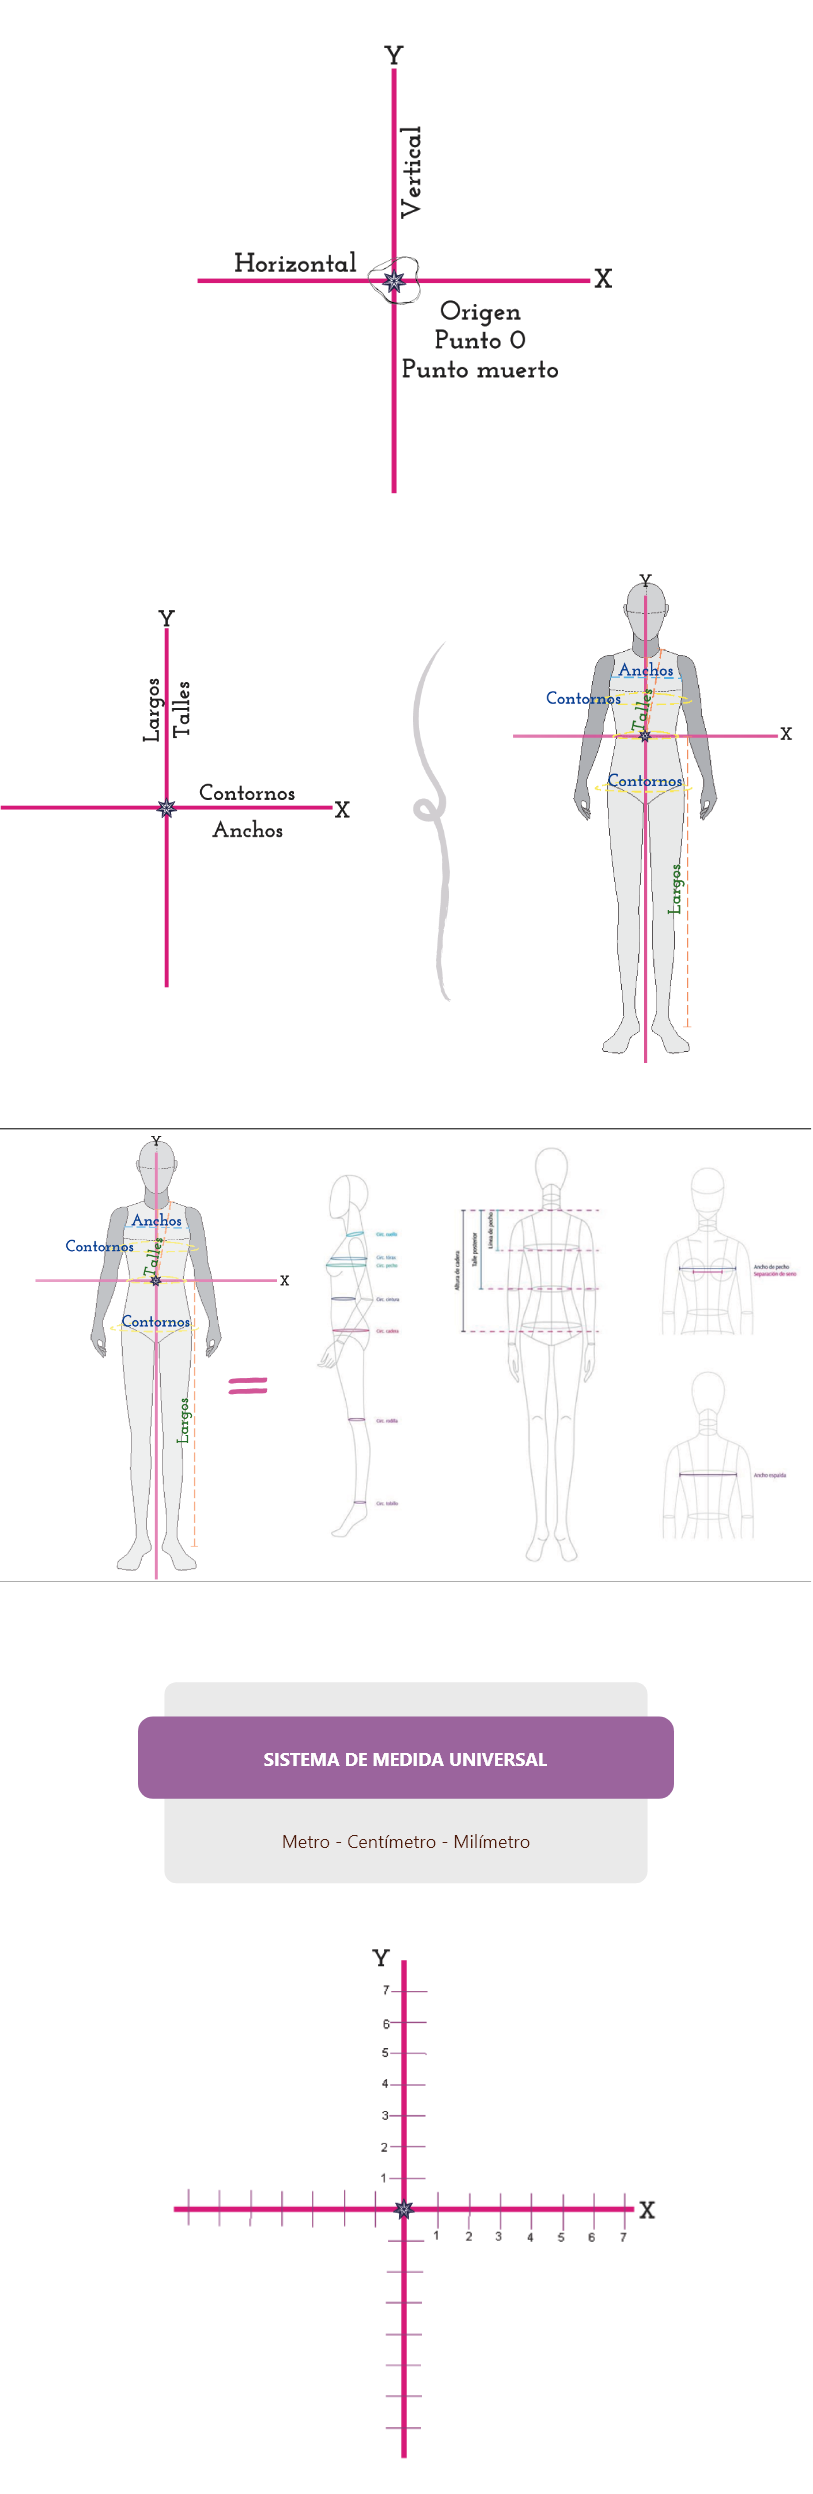 Y
Vertical
Horizontal
X
Origen
Punto 0
Punto muerto
Y
Largos
Talles
Contornos
X
Anchos
Y
Anchos
Contornos
Talles
X
Contornos
Largos
Y
Anchos
Contornos
Talles
X
Contornos
Largos
Circ. cuello
Circ. tórax
Circ. pecho
Circ. cintura
Circ. cadera
Circ. rodilla
Circ. tobillo
Altura de cadera
Talle posterior
Línea de pecho
Ancho de pecho
Separación de seno
Ancho espalda
SISTEMA DE MEDIDA UNIVERSAL
Metro - Centímetro - Milímetro
Y
7
6
5
4
3
2
1
X
1 2 3 4 5 6 7